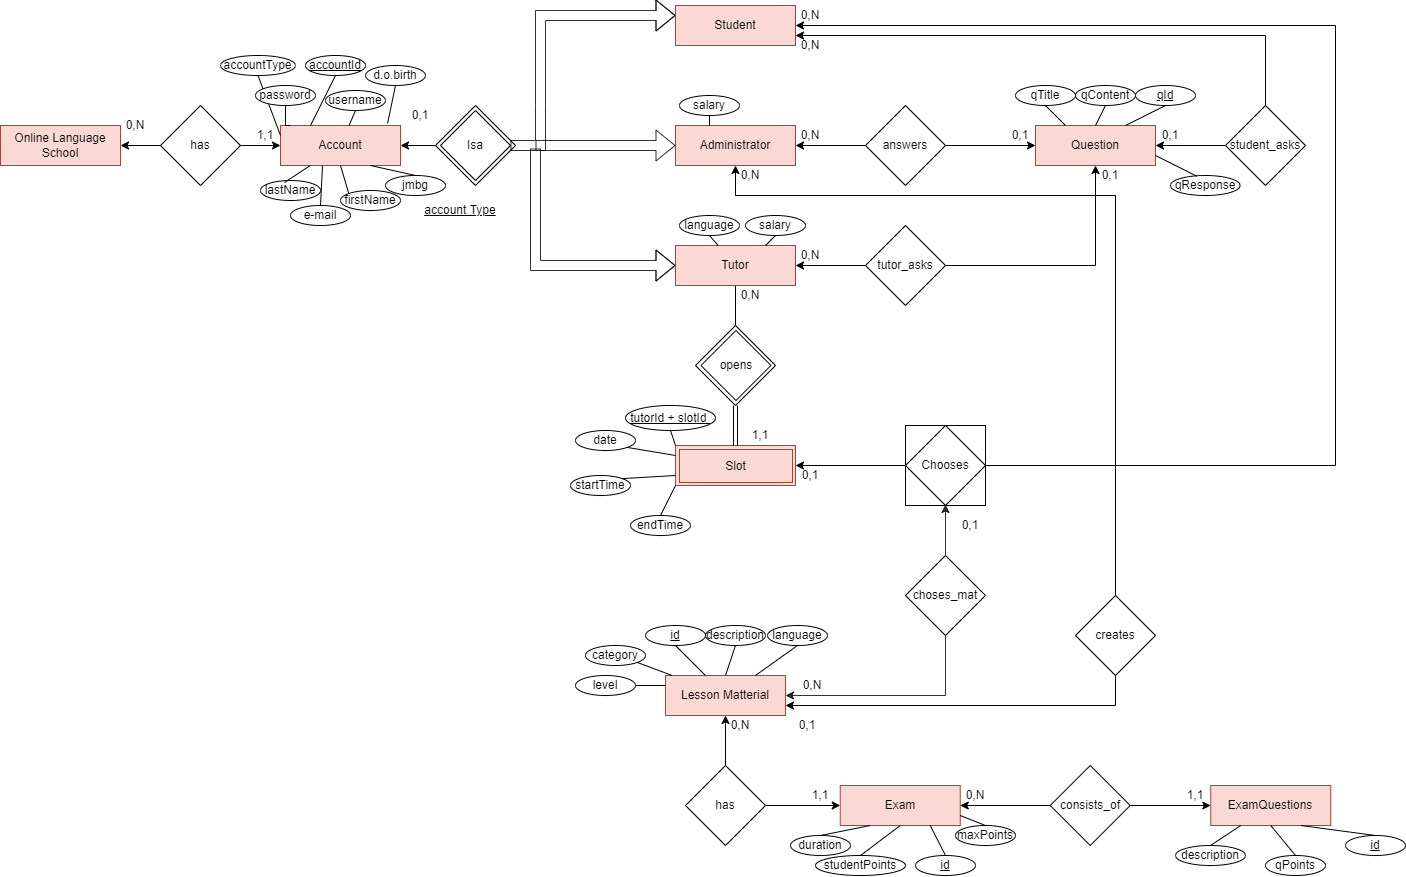 Student
0,N
0,N
accountType
accountId
d.o.birth
password
username
0,1
salary
qTitle
qContent
qId
Online Language
School
0,N
has
1,1
Account
Isa
Administrator
0,N
answers
0,1
Question
0,1
student_asks
lastName
e-mail
firstName
jmbg
account Type
0,N
0,1
qResponse
language
salary
Tutor
0,N
tutor_asks
0,N
opens
tutorId + slotId
date
1,1
startTime
Slot
0,1
Chooses
endTime
0,1
choses_mat
creates
id
description
language
category
level
Lesson Matterial
0,N
0,N
0,1
has
1,1
Exam
0,N
consists_of
1,1
ExamQuestions
duration
studentPoints
id
maxPoints
description
qPoints
id